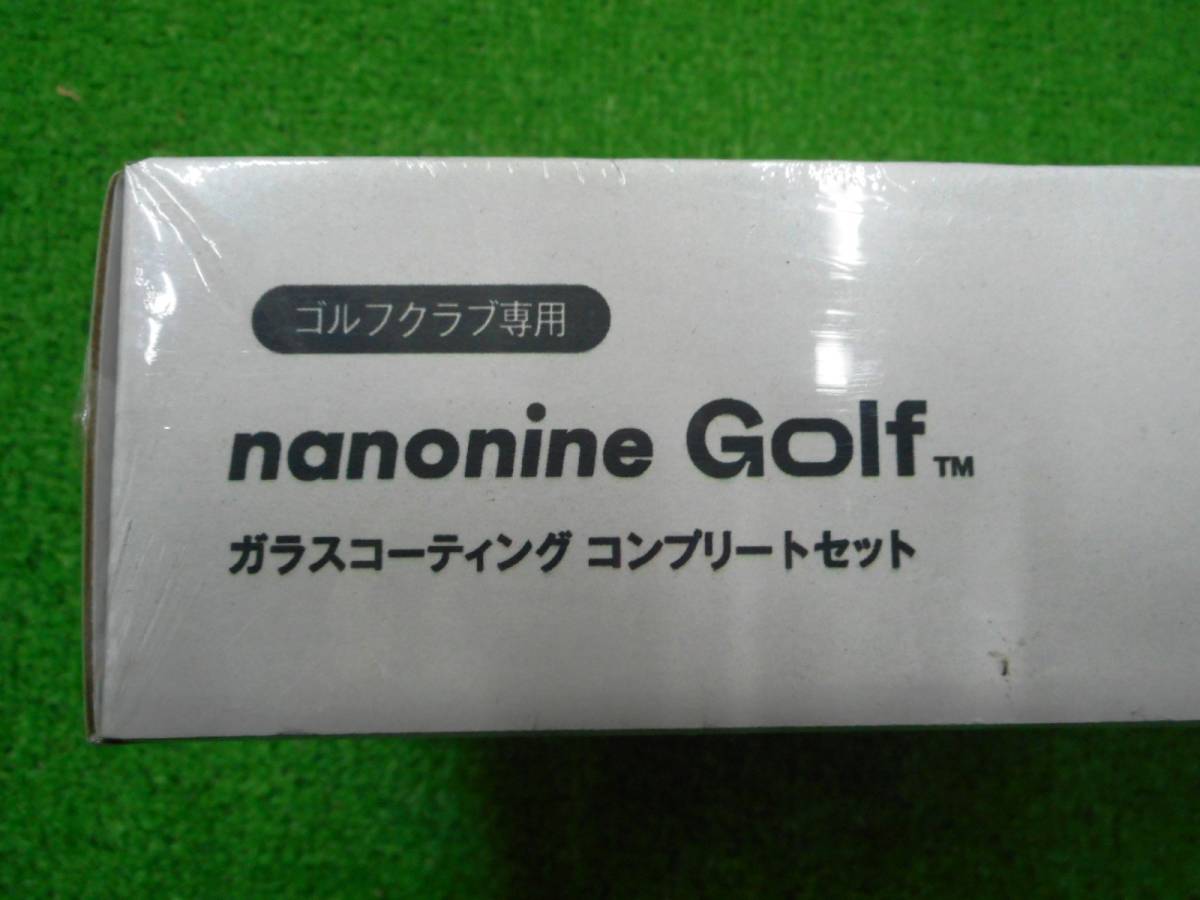 ゴルフクラブ専用
nanonine Golf™
ガラスコーティング コンプリートセット